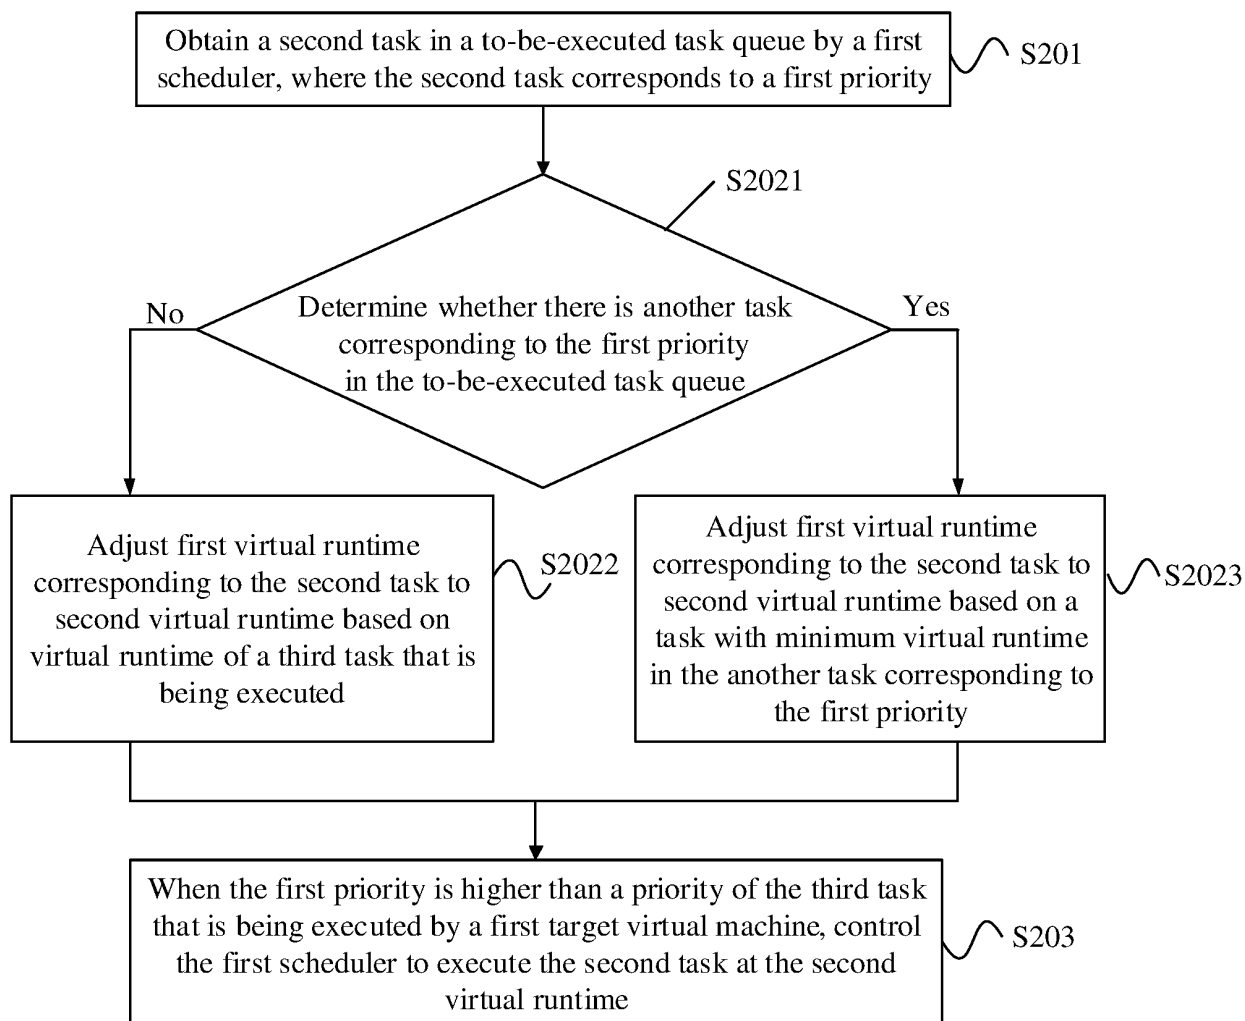 Obtain a second task in a to-be-executed task queue by a first
scheduler, where the second task corresponds to a first priority
S201
S2021
No
Determine whether there is another task
corresponding to the first priority
in the to-be-executed task queue
Yes
Adjust first virtual runtime
corresponding to the second task to
second virtual runtime based on
virtual runtime of a third task that is
being executed
S2022
Adjust first virtual runtime
corresponding to the second task to
second virtual runtime based on a
task with minimum virtual runtime
in the another task corresponding to
the first priority
S2023
When the first priority is higher than a priority of the third task
that is being executed by a first target virtual machine, control
the first scheduler to execute the second task at the second
virtual runtime
S203